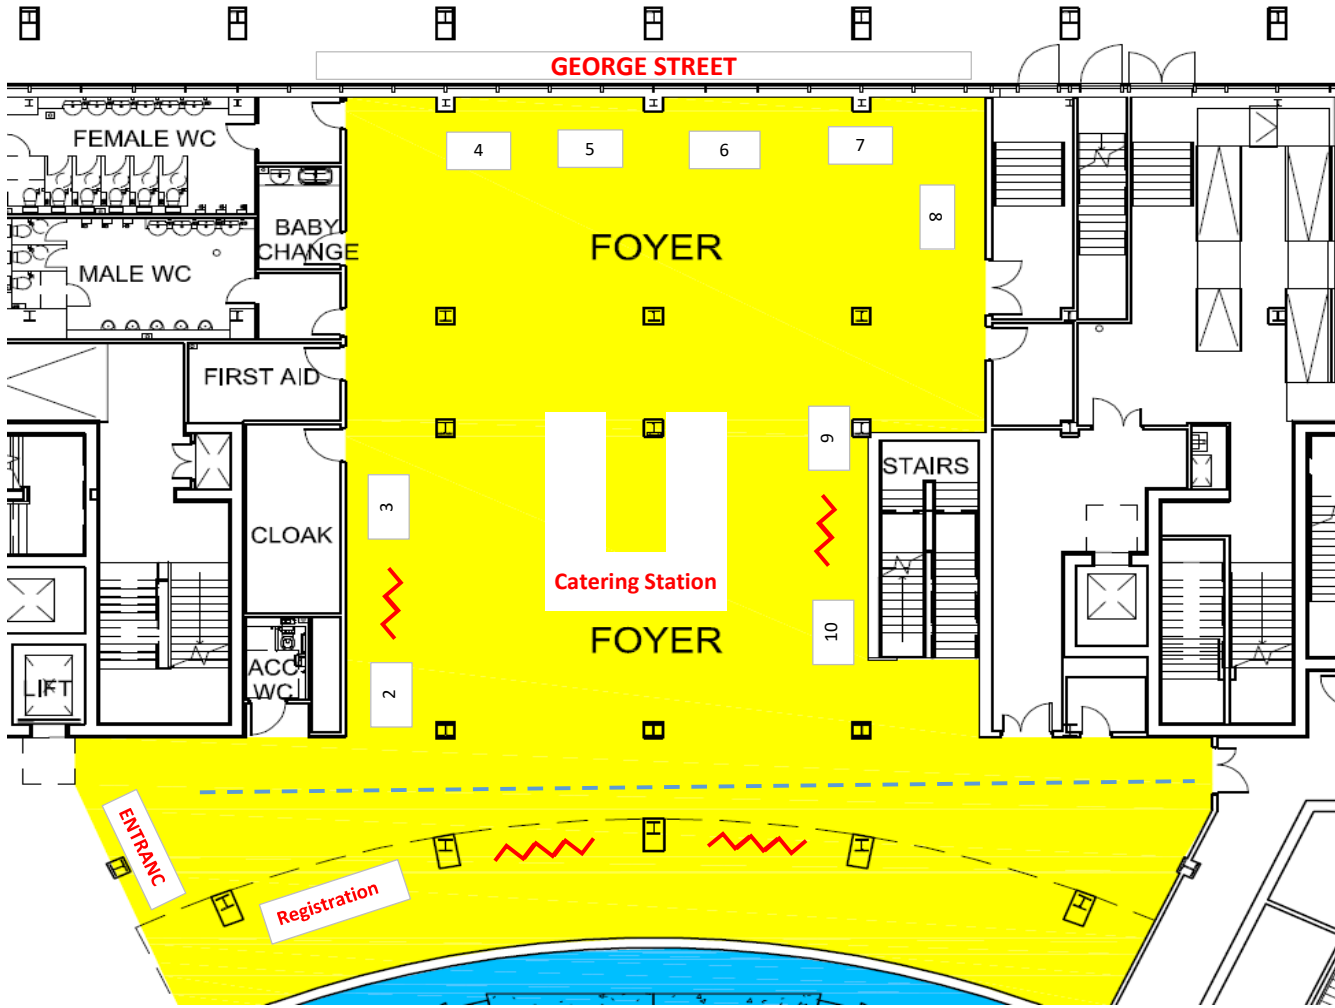 GEORGE STREET
FEMALE WC
4
5
6
7
8
BABY
CHANGE
FOYER
MALE WC
FIRST AID
9
STAIRS
3
CLOAK
Catering Station
10
FOYER
ACC
WC
LIFT
2
ENTRANC
Registration